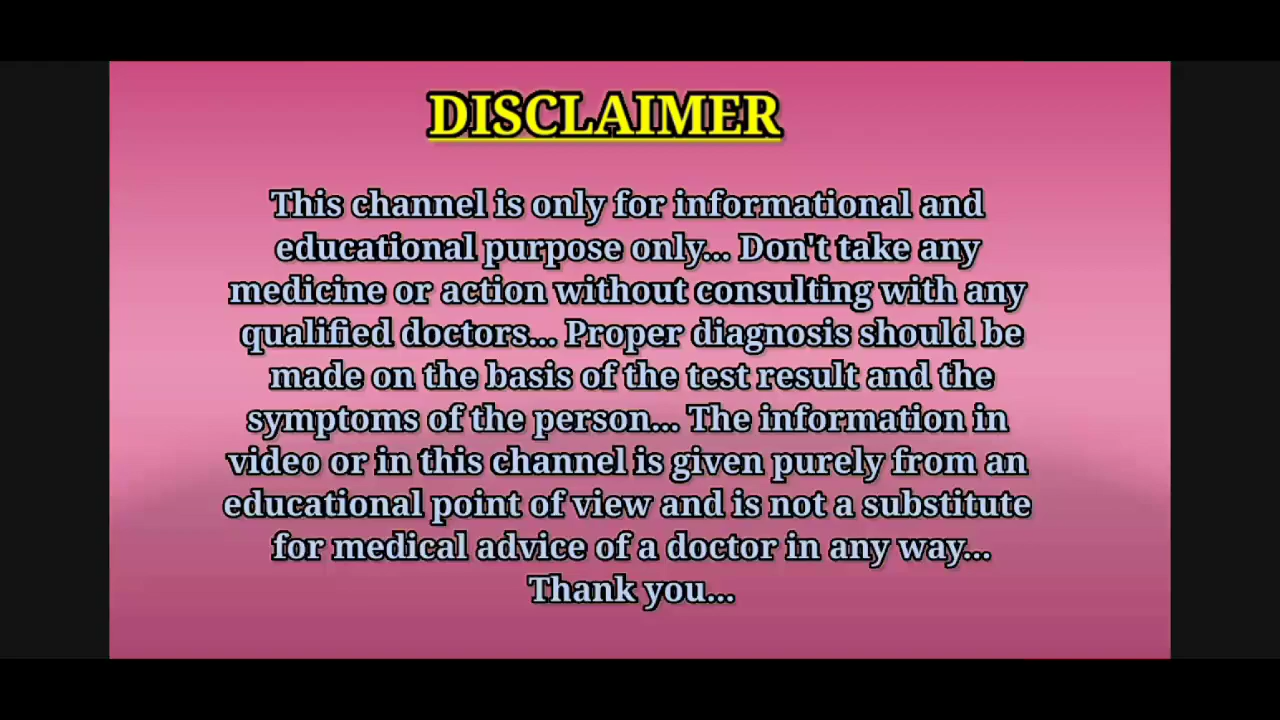 DISCLAIMER
This channel is only for informational and
educational purpose only... Don't take any
medicine or action without consulting with any
qualified doctors... Proper diagnosis should be
made on the basis of the test result and the
symptoms of the person... The information in
video or in this channel is given purely from an
educational point of view and is not a substitute
for medical advice of a doctor in any way...
Thank you...